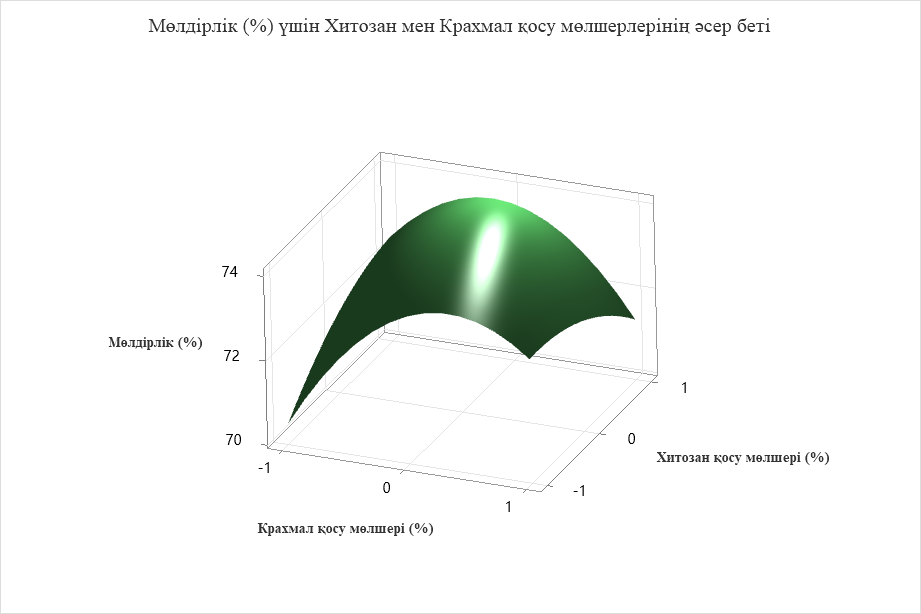 Мөлдірлік (%) үшін Хитозан мен Крахмал қосу мөлшерлерінің әсер беті
74
Мөлдірлік (%)
72
70
-1
0
1
Крахмал қосу мөлшері (%)
1
0
-1
Хитозан қосу мөлшері (%)